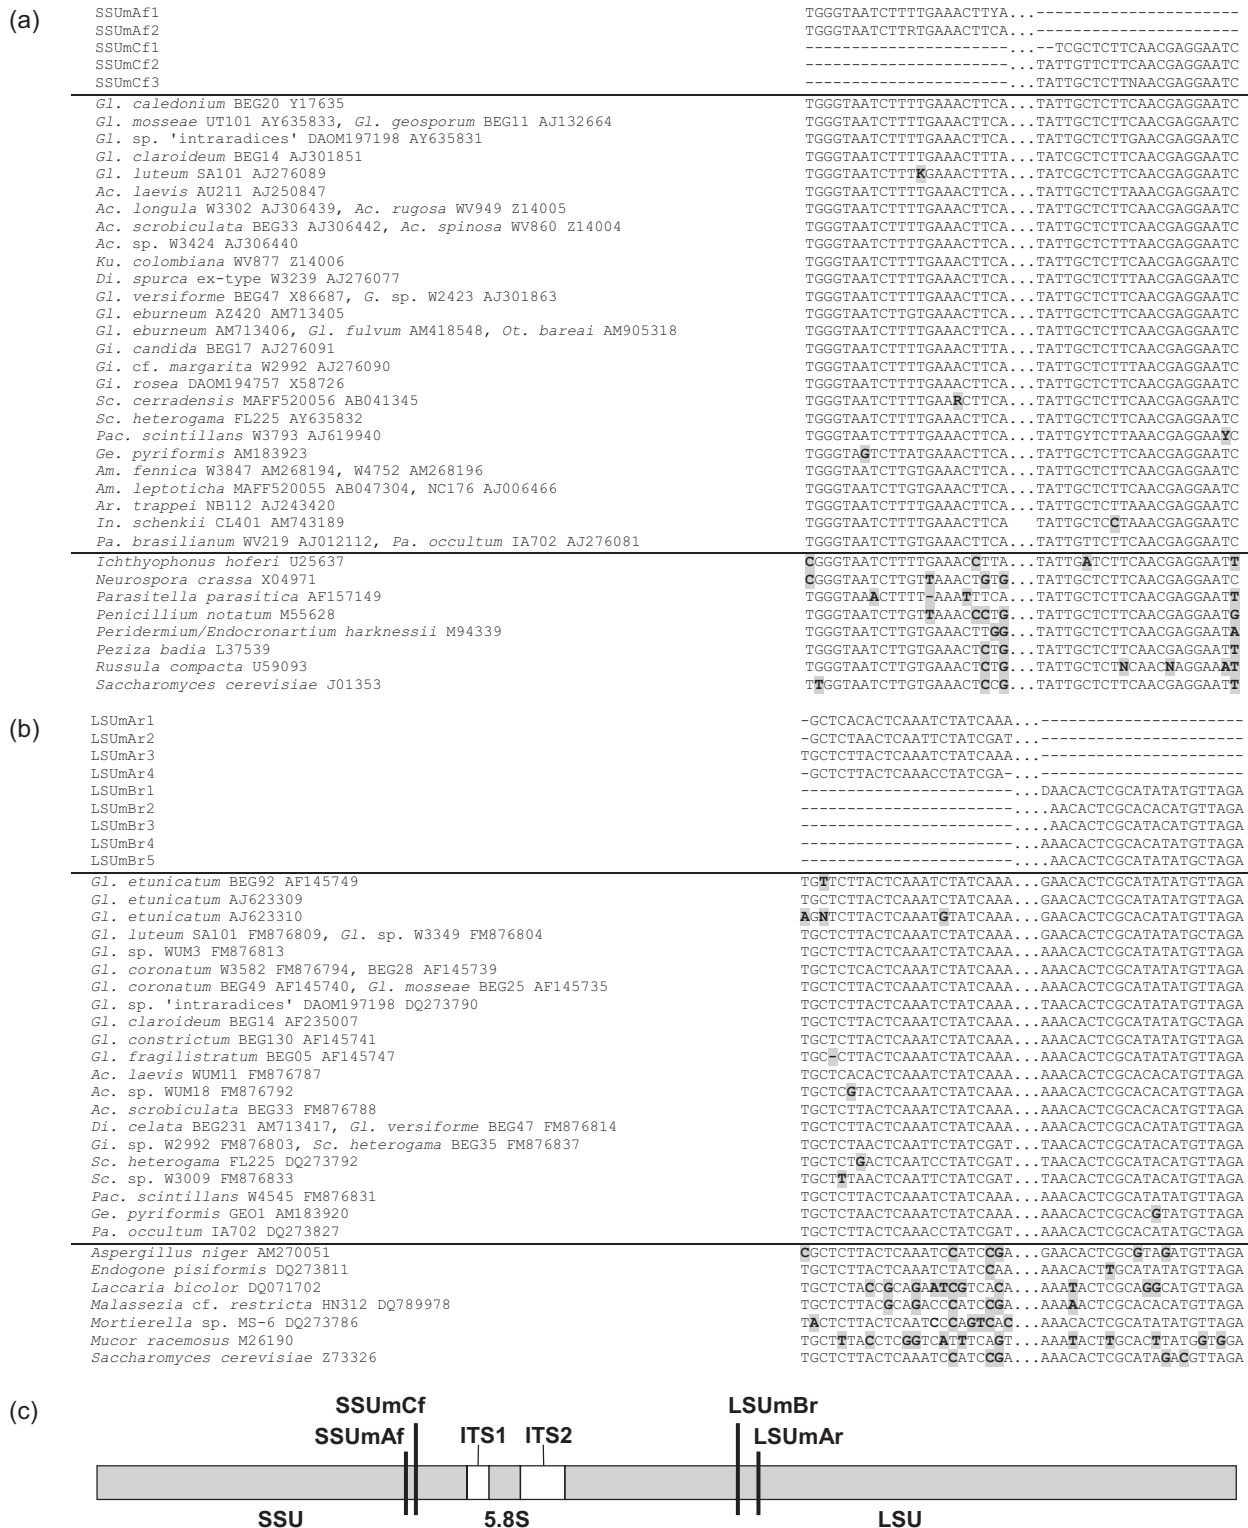 (a)
SSUmAf1 TGGGTAATCTTTTGAAACTTYA...----------------------
SSUmAf2 TGGGTAATCTTRTGAAACTTCA...----------------------
SSUmCf1 ----------------------...--TCGCTCTTCAACGAGGAATC
SSUmCf2 ----------------------...TATTGTTCTTCAACGAGGAATC
SSUmCf3 ----------------------...TATTGCTCTTNAACGAGGAATC
Gl. caledonium BEG20 Y17635 TGGGTAATCTTTTGAAACTTCA...TATTGCTCTTCAACGAGGAATC
Gl. mosseae UT101 AY635833, Gl. geosporum BEG11 AJ132664 TGGGTAATCTTTTGAAACTTCA...TATTGCTCTTCAACGAGGAATC
Gl. sp. 'intraradices' DAOM197198 AY635831 TGGGTAATCTTTTGAAACTTCA...TATTGCTCTTGAACGAGGAATC
Gl. claroideum BEG14 AJ301851 TGGGTAATCTTTTGAAACTTTA...TATCGCTCTTCAACGAGGAATC
Gl. luteum SA101 AJ276089 TGGGTAATCTTTKGAAACTTTA...TATCGCTCTTCAACGAGGAATC
Ac. laevis AU211 AJ250847 TGGGTAATCTTTTGAAACTTCA...TATTGCTCTTAAACGAGGAATC
Ac. longula W3302 AJ306439, Ac. rugosa WV949 Z14005 TGGGTAATCTTTTGAAACTTCA...TATTGCTCTTCAACGAGGAATC
Ac. scrobiculata BEG33 AJ306442, Ac. spinosa WV860 Z14004 TGGGTAATCTTTTGAAACTTCA...TATTGCTCTTCAACGAGGAATC
Ac. sp. W3424 AJ306440 TGGGTAATCTTTTGAAACTTCA...TATTGCTCTTTAACGAGGAATC
Ku. colombiana WV877 Z14006 TGGGTAATCTTTTGAAACTTCA...TATTGCTCTTCAACGAGGAATC
Di. spurca ex-type W3239 AJ276077 TGGGTAATCTTTTGAAACTTCA...TATTGCTCTTTAACGAGGAATC
Gl. versiforme BEG47 X86687, G. sp. W2423 AJ301863 TGGGTAATCTTTTGAAACTTCA...TATTGCTCTTCAACGAGGAATC
Gl. eburneum AZ420 AM713405 TGGGTAATCTTGTGAAACTTCA...TATTGCTCTTCAACGAGGAATC
Gl. eburneum AM713406, Gl. fulvum AM418548, Ot. bareai AM905318 TGGGTAATCTTTTGAAACTTCA...TATTGCTCTTCAACGAGGAATC
Gi. candida BEG17 AJ276091 TGGGTAATCTTTTGAAACTTTA...TATTGCTCTTCAACGAGGAATC
Gi. cf. margarita W2992 AJ276090 TGGGTAATCTTTTGAAACTTCA...TATTGCTCTTTAACGAGGAATC
Gi. rosea DAOM194757 X58726 TGGGTAATCTTTTGAAACTTCA...TATTGCTCTTCAACGAGGAATC
Sc. cerradensis MAFF520056 AB041345 TGGGTAATCTTTTGAARCTTCA...TATTGCTCTTCAACGAGGAATC
Sc. heterogama FL225 AY635832 TGGGTAATCTTTTGAAACTTCA...TATTGCTCTTCAACGAGGAATC
Pac. scintillans W3793 AJ619940 TGGGTAATCTTTTGAAACTTCA...TATTGYTCTTAAACGAGGAAYC
Ge. pyriformis AM183923 TGGGTAGTCTTATGAAACTTCA...TATTGCTCTTCAACGAGGAATC
Am. fennica W3847 AM268194, W4752 AM268196 TGGGTAATCTTGTGAAACTTCA...TATTGCTCTTCAACGAGGAATC
Am. leptoticha MAFF520055 AB047304, NC176 AJ006466 TGGGTAATCTTGTGAAACTTCA...TATTGCTCTTCAACGAGGAATC
Ar. trappei NB112 AJ243420 TGGGTAATCTTGTGAAACTTCA...TATTGCTCTTAAACGAGGAATC
In. schenkii CL401 AM743189 TGGGTAATCTTTTGAAACTTCA TATTGCTCCTAAACGAGGAATC
Pa. brasilianum WV219 AJ012112, Pa. occultum IA702 AJ276081 TGGGTAATCTTGTGAAACTTCA...TATTGTTCTTCAACGAGGAATC
Ichthyophonus hoferi U25637 CGGGTAATCTTTTGAAACCTTA...TATTGATCTTCAACGAGGAATT
Neurospora crassa X04971 CGGGTAATCTTGTTAAACTGTG...TATTGCTCTTCAACGAGGAATC
Parasitella parasitica AF157149 TGGGTAAACTTTT-AAATTTCA...TATTGCTCTTCAACGAGGAATT
Penicillium notatum M55628 TGGGTAATCTTGTTAAACCCTG...TATTGCTCTTCAACGAGGAATG
Peridermium/Endocronartium harknessii M94339 TGGGTAATCTTGTGAAACTTGG...TATTGCTCTTCAACGAGGAATA
Peziza badia L37539 TGGGTAATCTTGTGAAACTCTG...TATTGCTCTTCAACGAGGAATT
Russula compacta U59093 TGGGTAATCTTGTGAAACTCTG...TATTGCTCTNCAACNAGGAAAT
Saccharomyces cerevisiae J01353 TTGGTAATCTTGTGAAACTCCG...TATTGCTCTTCAACGAGGAATT
(b)
LSUmAr1 -GCTCACACTCAAATCTATCAAA...----------------------
LSUmAr2 -GCTCTAACTCAATTCTATCGAT...----------------------
LSUmAr3 TGCTCTTACTCAAATCTATCAAA...----------------------
LSUmAr4 -GCTCTTACTCAAACCTATCGA-...----------------------
LSUmBr1 -----------------------...DAACACTCGCATATATGTTAGA
LSUmBr2 -----------------------....AACACTCGCACACATGTTAGA
LSUmBr3 -----------------------....AACACTCGCATACATGTTAGA
LSUmBr4 -----------------------...AAACACTCGCACATATGTTAGA
LSUmBr5 -----------------------....AACACTCGCATATATGCTAGA
Gl. etunicatum BEG92 AF145749 TGTTCTTACTCAAATCTATCAAA...GAACACTCGCATATATGTTAGA
Gl. etunicatum AJ623309 TGCTCTTACTCAAATCTATCAAA...GAACACTCGCATATATGTTAGA
Gl. etunicatum AJ623310 AGNTCTTACTCAAATGTATCAAA...GAACACTCGCACATATGTTAGA
Gl. luteum SA101 FM876809, Gl. sp. W3349 FM876804 TGCTCTTACTCAAATCTATCAAA...GAACACTCGCATATATGCTAGA
Gl. sp. WUM3 FM876813 TGCTCTTACTCAAATCTATCAAA...AAACACTCGCATATATGTTAGA
Gl. coronatum W3582 FM876794, BEG28 AF145739 TGCTCTCACTCAAATCTATCAAA...AAACACTCGCATATATGTTAGA
Gl. coronatum BEG49 AF145740, Gl. mosseae BEG25 AF145735 TGCTCTTACTCAAATCTATCAAA...AAACACTCGCATATATGTTAGA
Gl. sp. 'intraradices' DAOM197198 DQ273790 TGCTCTTACTCAAATCTATCAAA...TAACACTCGCATATATGTTAGA
Gl. claroideum BEG14 AF235007 TGCTCTTACTCAAATCTATCAAA...AAACACTCGCATATATGCTAGA
Gl. constrictum BEG130 AF145741 TGCTCTTACTCAAATCTATCAAA...AAACACTCGCATATATGTTAGA
Gl. fragilistratum BEG05 AF145747 TGC-CTTACTCAAATCTATCAAA...AAACACTCGCATATATGTTAGA
Ac. laevis WUM11 FM876787 TGCTCACACTCAAATCTATCAAA...AAACACTCGCACACATGTTAGA
Ac. sp. WUM18 FM876792 TGCTCGTACTCAAATCTATCAAA...AAACACTCGCACACATGTTAGA
Ac. scrobiculata BEG33 FM876788 TGCTCTTACTCAAATCTATCAAA...AAACACTCGCACACATGTTAGA
Di. celata BEG231 AM713417, Gl. versiforme BEG47 FM876814 TGCTCTTACTCAAATCTATCAAA...TAACACTCGCATATATGTTAGA
Gi. sp. W2992 FM876803, Sc. heterogama BEG35 FM876837 TGCTCTAACTCAATTCTATCGAT...TAACACTCGCATACATGTTAGA
Sc. heterogama FL225 DQ273792 TGCTCTGACTCAATCCTATCGAT...TAACACTCGCATACATGTTAGA
Sc. sp. W3009 FM876833 TGCTTTAACTCAATTCTATCGAT...TAACACTCGCATACATGTTAGA
Pac. scintillans W4545 FM876831 TGCTCTTACTCAAATCTATCAAA...AAACACTCGCATATATGTTAGA
Ge. pyriformis GEO1 AM183920 TGCTCTAACTCAAATCTATCGAT...AAACACTCGCACGTATGTTAGA
Pa. occultum IA702 DQ273827 TGCTCTTACTCAAACCTATCGAT...AAACACTCGCACATATGCTAGA
Aspergillus niger AM270051 CGCTCTTACTCAAATCCATCCGA...GAACACTCGCGTAGATGTTAGA
Endogone pisiformis DQ273811 TGCTCTTACTCAAATCTATCCAA...AAACACTTGCATATATGTTAGA
Laccaria bicolor DQ071702 TGCTCTACCGCAGAATCGTCACA...AAATACTCGCAGGCATGTTAGA
Malassezia cf. restricta HN312 DQ789978 TGCTCTTACGCAGACCCATCCGA...AAAAACTCGCACACATGTTAGA
Mortierella sp. MS-6 DQ273786 TACTCTTACTCAATCCCAGTCAC...AAACACTCGCATATATGTTAGA
Mucor racemosus M26190 TGCTTTACCTCGGTCATTTCAGT...AAATACTTGCACTTATGGTGGA
Saccharomyces cerevisiae Z73326 TGCTCTTACTCAAATCCATCCGA...AAACACTCGCATAGACGTTAGA
(c)
SSUmCf LSUmBr
SSUmAf ITS1 ITS2 LSUmAr
SSU 5.8S LSU